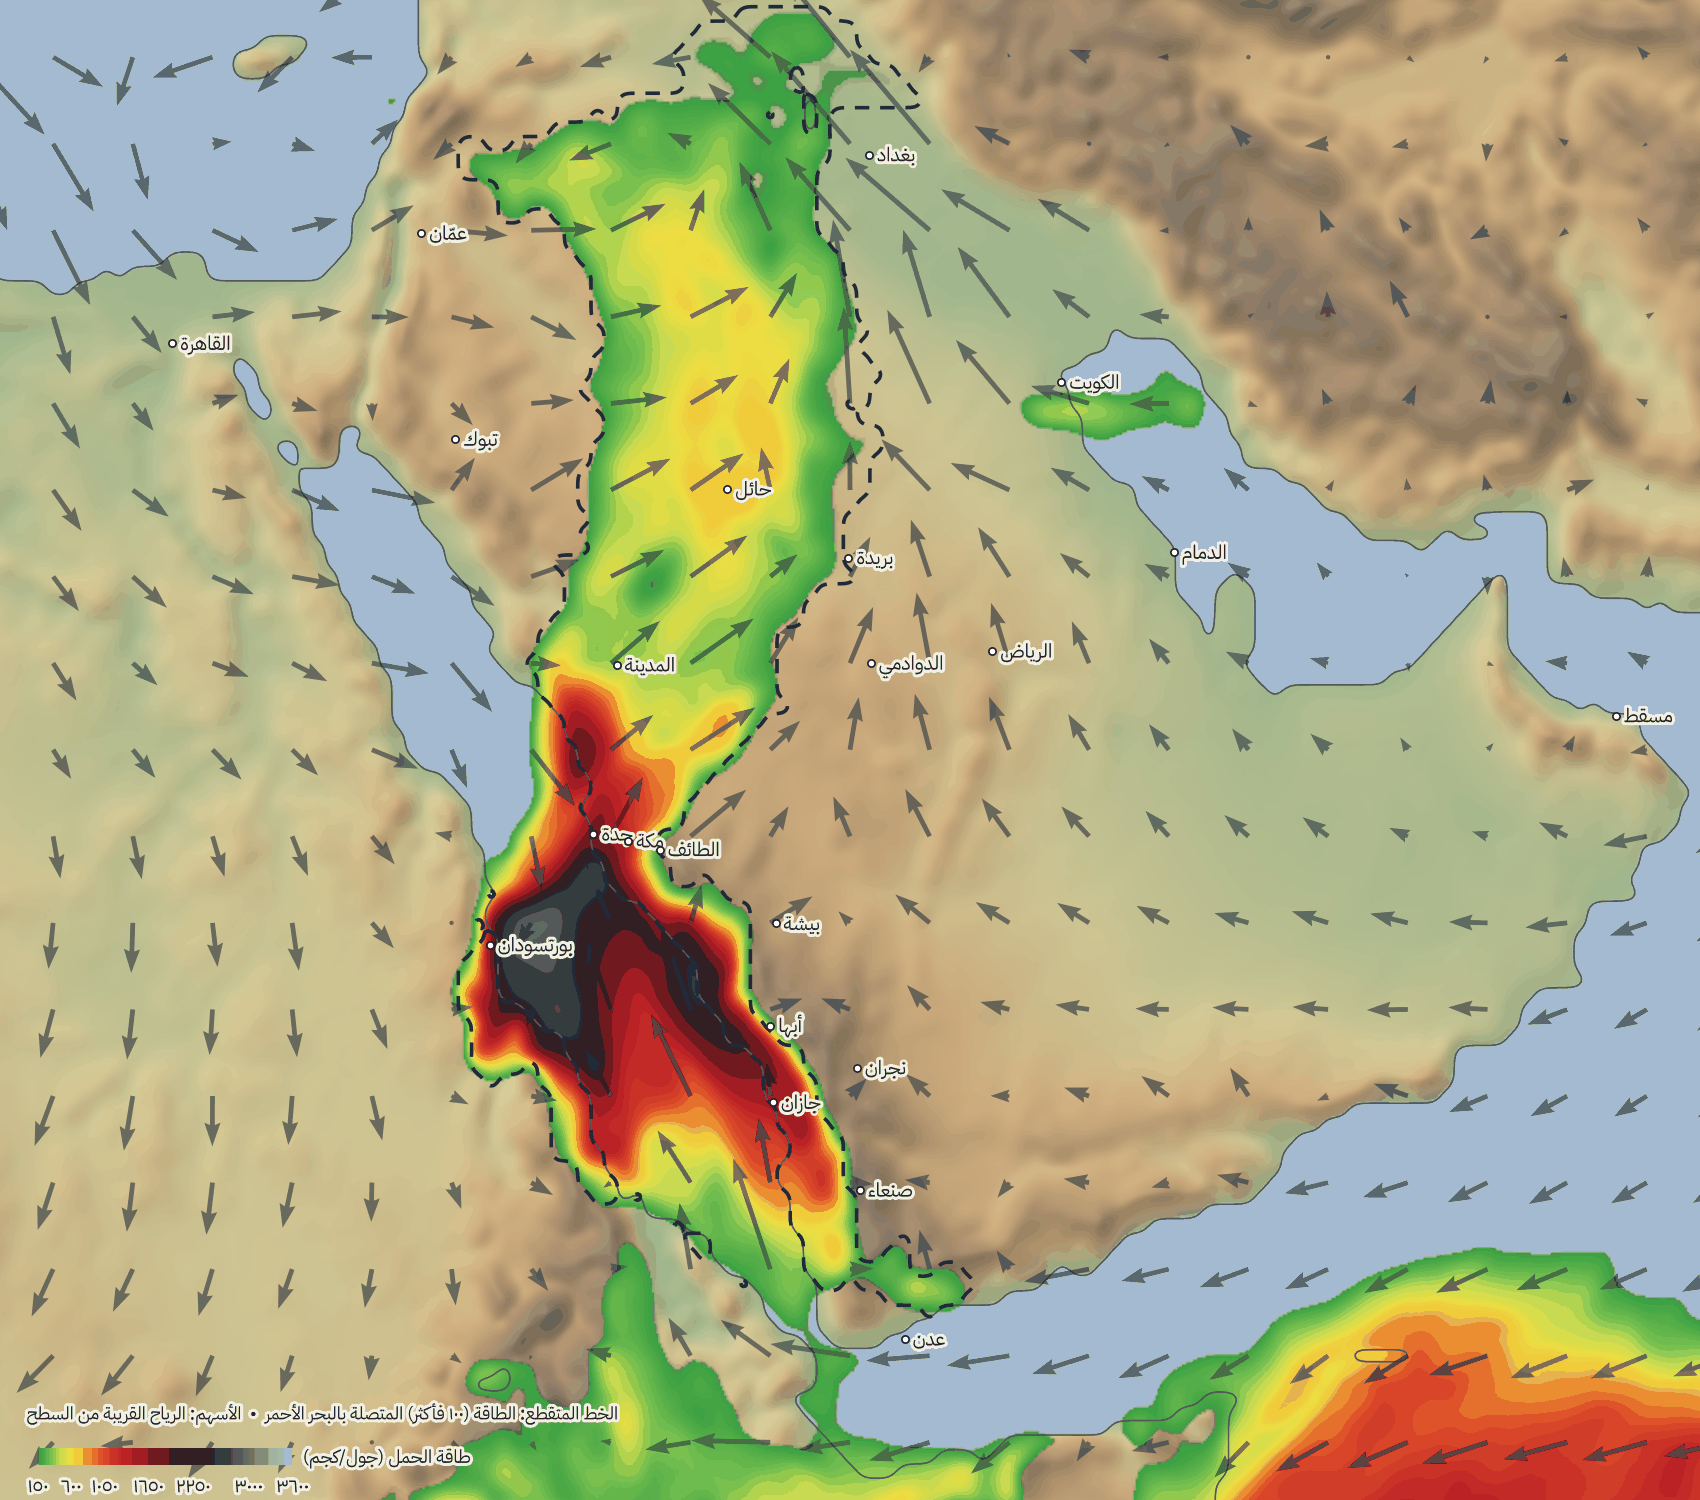 بغداد
عمّان
القاهرة
الكويت
تبوك
حائل
الدمام
بريدة
المدينة
الدوادمي
الرياض
مسقط
جدة
مكة
الطائف
بيشة
بورتسودان
أبها
نجران
جازان
صنعاء
عدن
الخط المتقطع: الطاقة (١٠٠ فأكثر) المتصلة بالبحر الأحمر • الأسهم: الرياح القريبة من السطح
طاقة الحمل (جول/كجم)
١٥٠ ٦٠٠ ١٠٥٠ ١٦٥٠ ٢٢٥٠ ٣٠٠٠ ٣٦٠٠